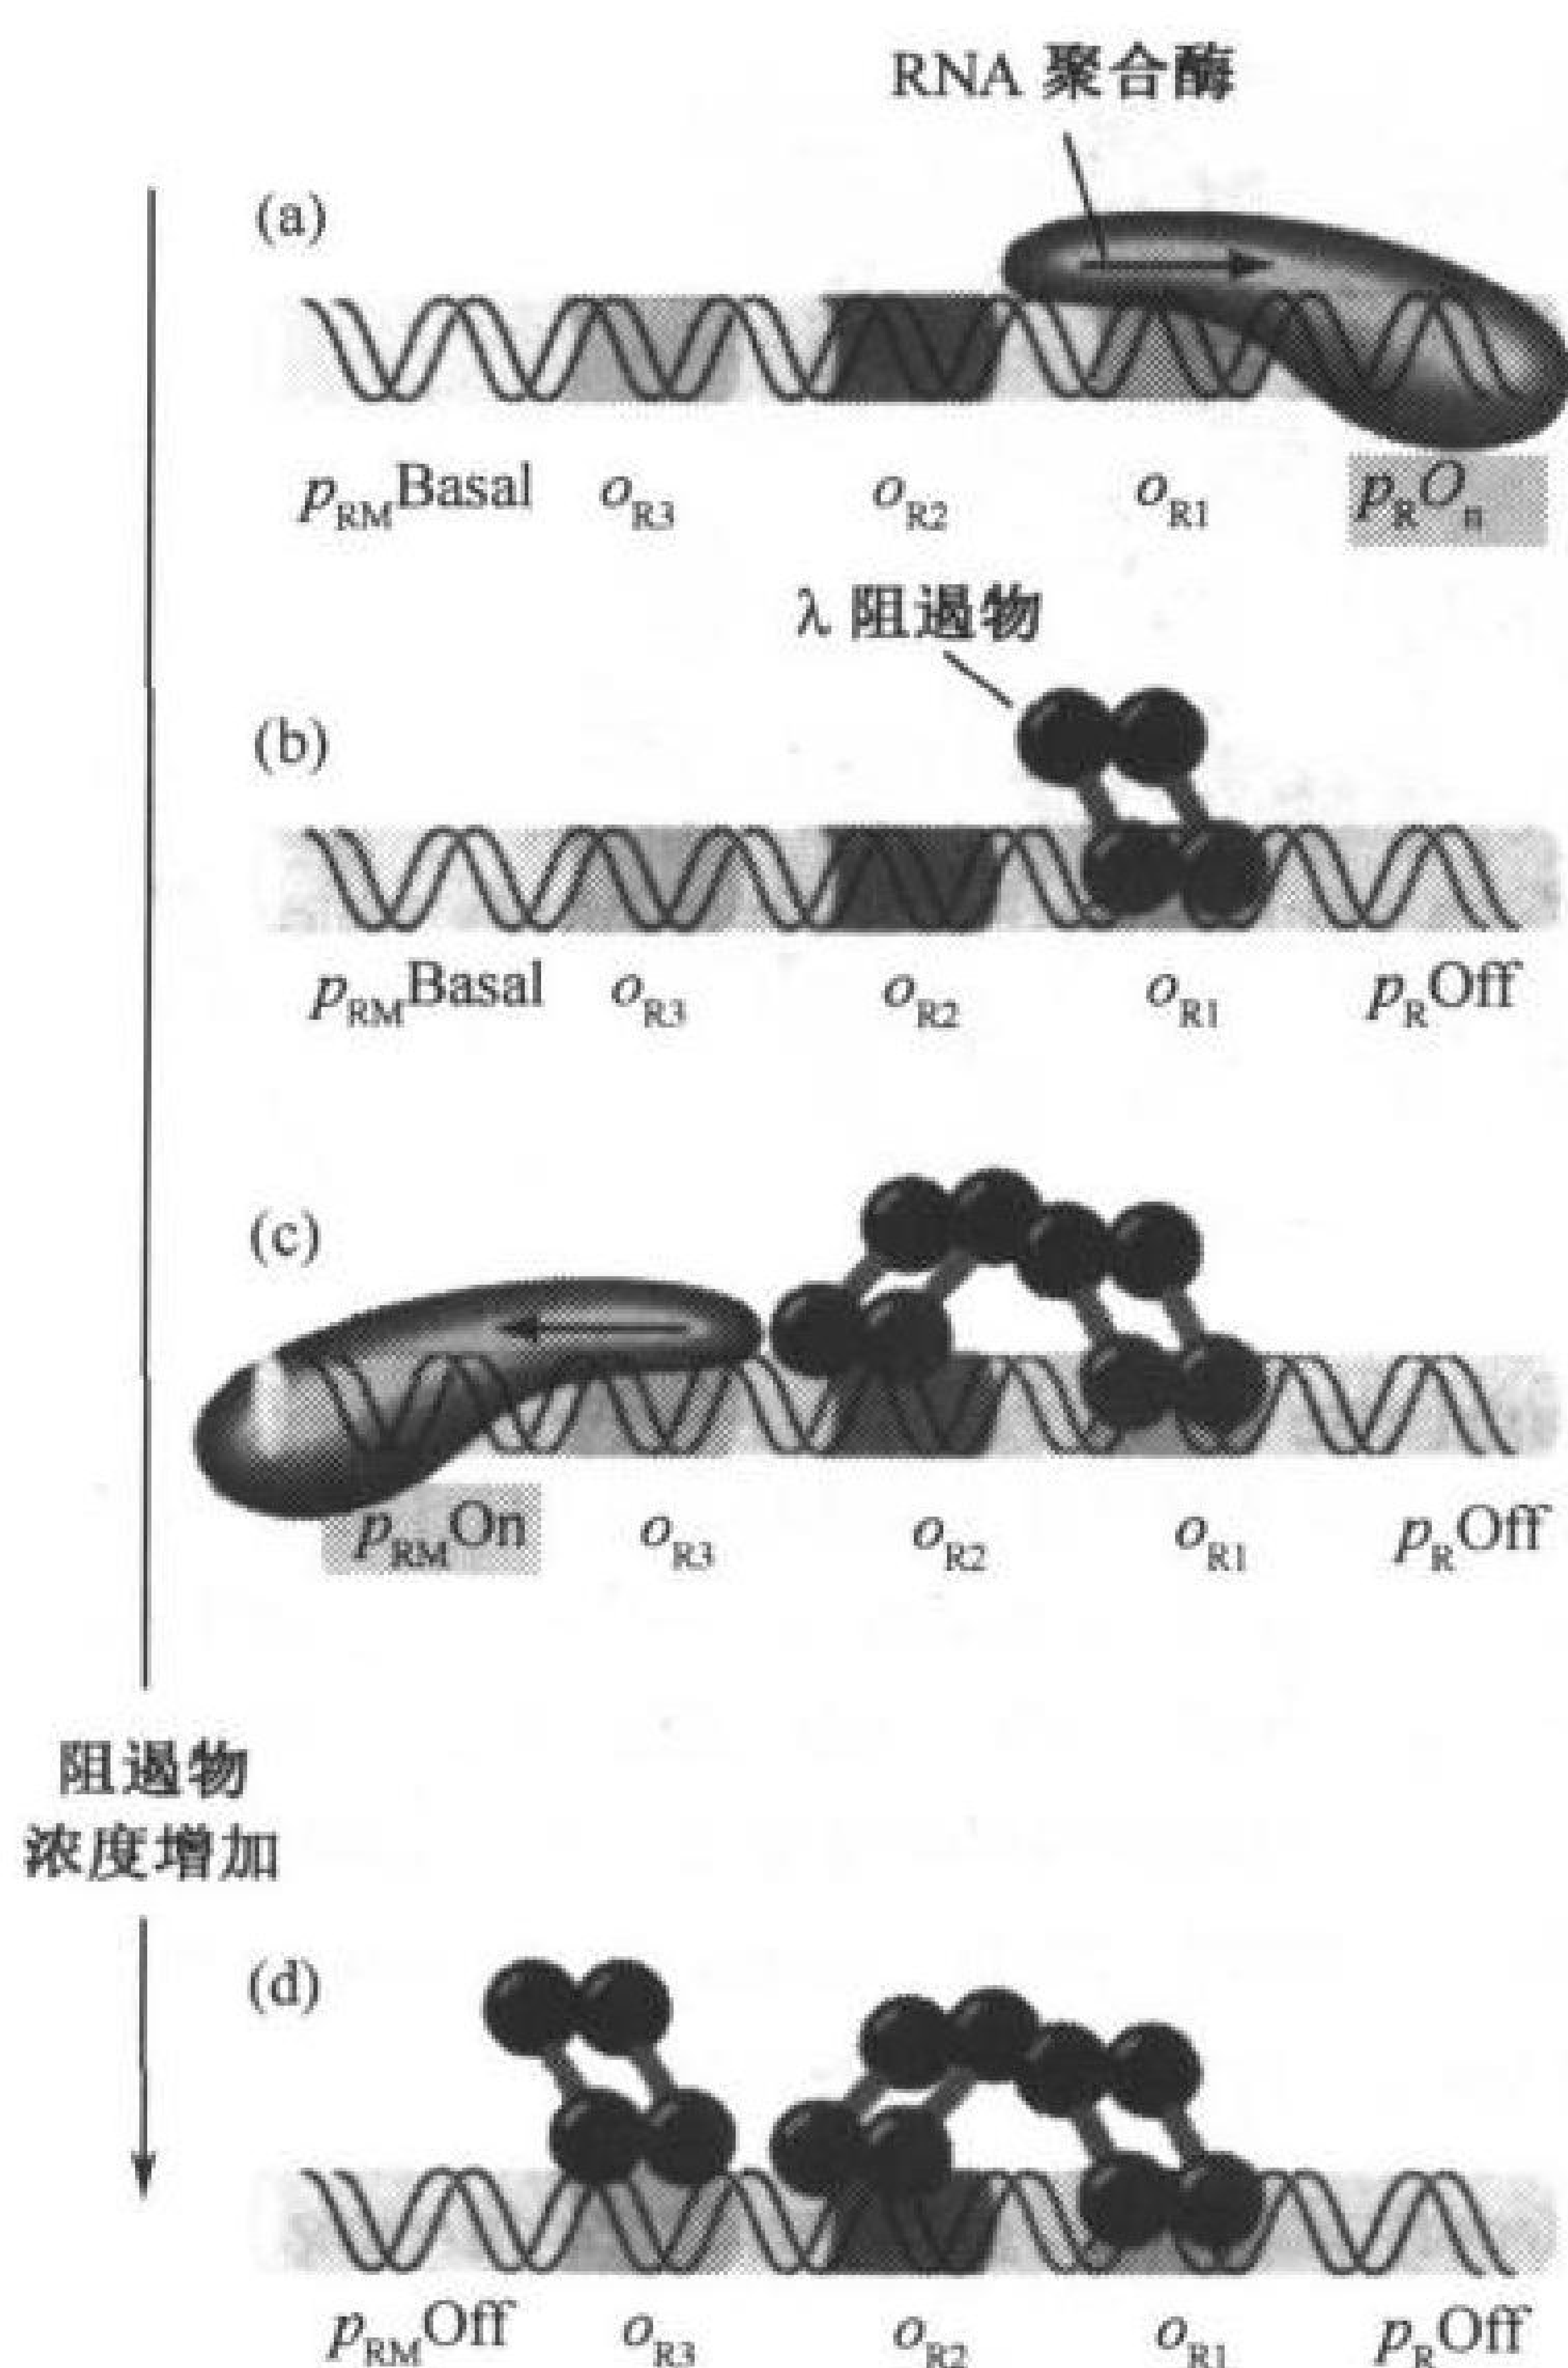 RNA 聚合酶
(a)
pRMBasal oR3 oR2 oR1 pROn
λ 阻遏物
(b)
pRMBasal oR3 oR2 oR1 pROff
(c)
pRMOn oR3 oR2 oR1 pROff
阻遏物
浓度增加
(d)
pRMOff oR3 oR2 oR1 pROff